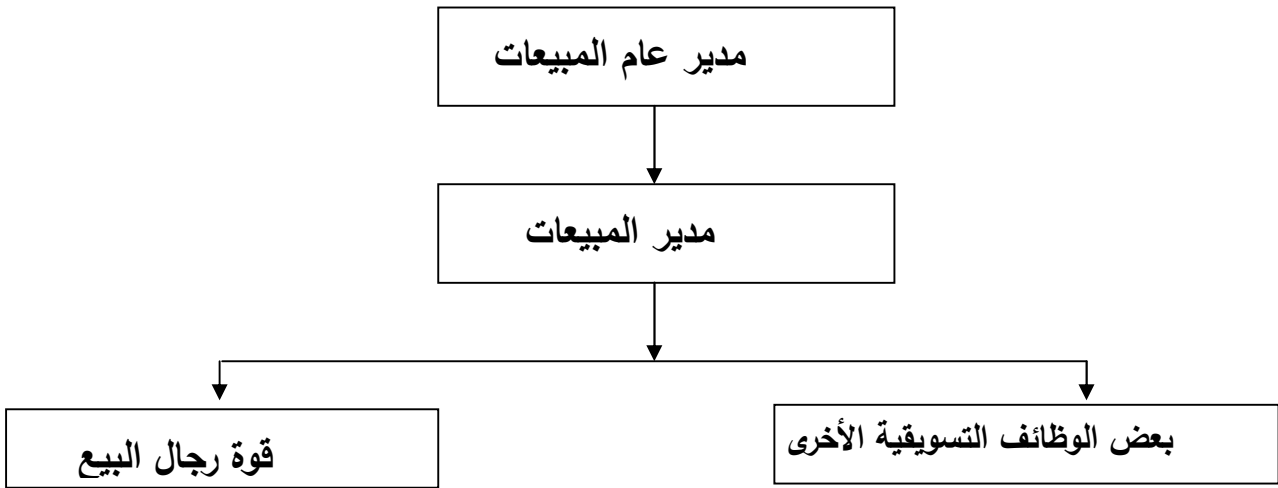 مدير عام المبيعات
مدير المبيعات
بعض الوظائف التسويقية الأخرى
قوة رجال البيع